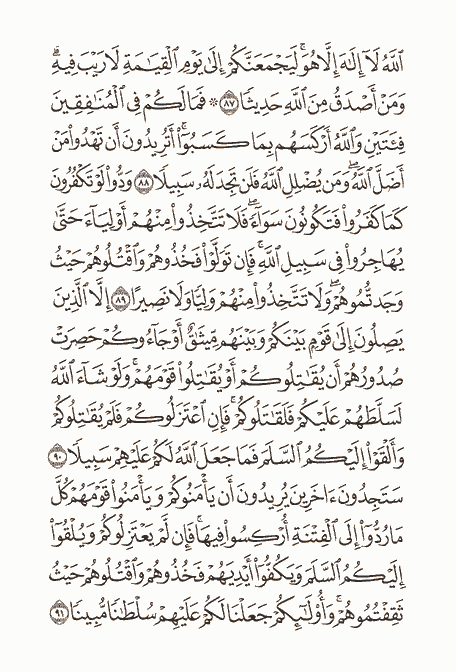 ٱللَّهُ لَآ إِلَٰهَ إِلَّا هُوَۚ لَيَجۡمَعَنَّكُمۡ إِلَىٰ يَوۡمِ ٱلۡقِيَٰمَةِ لَا رَيۡبَ فِيهِۗ
وَمَنۡ أَصۡدَقُ مِنَ ٱللَّهِ حَدِيثٗا ٨٧ ۞ فَمَا لَكُمۡ فِي ٱلۡمُنَٰفِقِينَ
فِئَتَيۡنِ وَٱللَّهُ أَرۡكَسَهُم بِمَا كَسَبُوٓاْۚ أَتُرِيدُونَ أَن تَهۡدُواْ مَنۡ
أَضَلَّ ٱللَّهُۖ وَمَن يُضۡلِلِ ٱللَّهُ فَلَن تَجِدَ لَهُۥ سَبِيلٗا ٨٨ وَدُّواْ لَوۡ تَكۡفُرُونَ
كَمَا كَفَرُواْ فَتَكُونُونَ سَوَآءٗۖ فَلَا تَتَّخِذُواْ مِنۡهُمۡ أَوۡلِيَآءَ حَتَّىٰ
يُهَاجِرُواْ فِي سَبِيلِ ٱللَّهِۚ فَإِن تَوَلَّوۡاْ فَخُذُوهُمۡ وَٱقۡتُلُوهُمۡ حَيۡثُ
وَجَدتُّمُوهُمۡۖ وَلَا تَتَّخِذُواْ مِنۡهُمۡ وَلِيّٗا وَلَا نَصِيرًا ٨٩ إِلَّا ٱلَّذِينَ
يَصِلُونَ إِلَىٰ قَوۡمِۭ بَيۡنَكُمۡ وَبَيۡنَهُم مِّيثَٰقٌ أَوۡ جَآءُوكُمۡ حَصِرَتۡ
صُدُورُهُمۡ أَن يُقَٰتِلُوكُمۡ أَوۡ يُقَٰتِلُواْ قَوۡمَهُمۡۚ وَلَوۡ شَآءَ ٱللَّهُ
لَسَلَّطَهُمۡ عَلَيۡكُمۡ فَلَقَٰتَلُوكُمۡۚ فَإِنِ ٱعۡتَزَلُوكُمۡ فَلَمۡ يُقَٰتِلُوكُمۡ
وَأَلۡقَوۡاْ إِلَيۡكُمُ ٱلسَّلَمَ فَمَا جَعَلَ ٱللَّهُ لَكُمۡ عَلَيۡهِمۡ سَبِيلٗا ٩٠
سَتَجِدُونَ ءَاخَرِينَ يُرِيدُونَ أَن يَأۡمَنُوكُمۡ وَيَأۡمَنُواْ قَوۡمَهُمۡ كُلَّ
مَا رُدُّوٓاْ إِلَى ٱلۡفِتۡنَةِ أُرۡكِسُواْ فِيهَاۚ فَإِن لَّمۡ يَعۡتَزِلُوكُمۡ وَيُلۡقُوٓاْ
إِلَيۡكُمُ ٱلسَّلَمَ وَيَكُفُّوٓاْ أَيۡدِيَهُمۡ فَخُذُوهُمۡ وَٱقۡتُلُوهُمۡ حَيۡثُ
ثَقِفۡتُمُوهُمۡۚ وَأُوْلَٰٓئِكُمۡ جَعَلۡنَا لَكُمۡ عَلَيۡهِمۡ سُلۡطَٰنٗا مُّبِينٗا ٩١